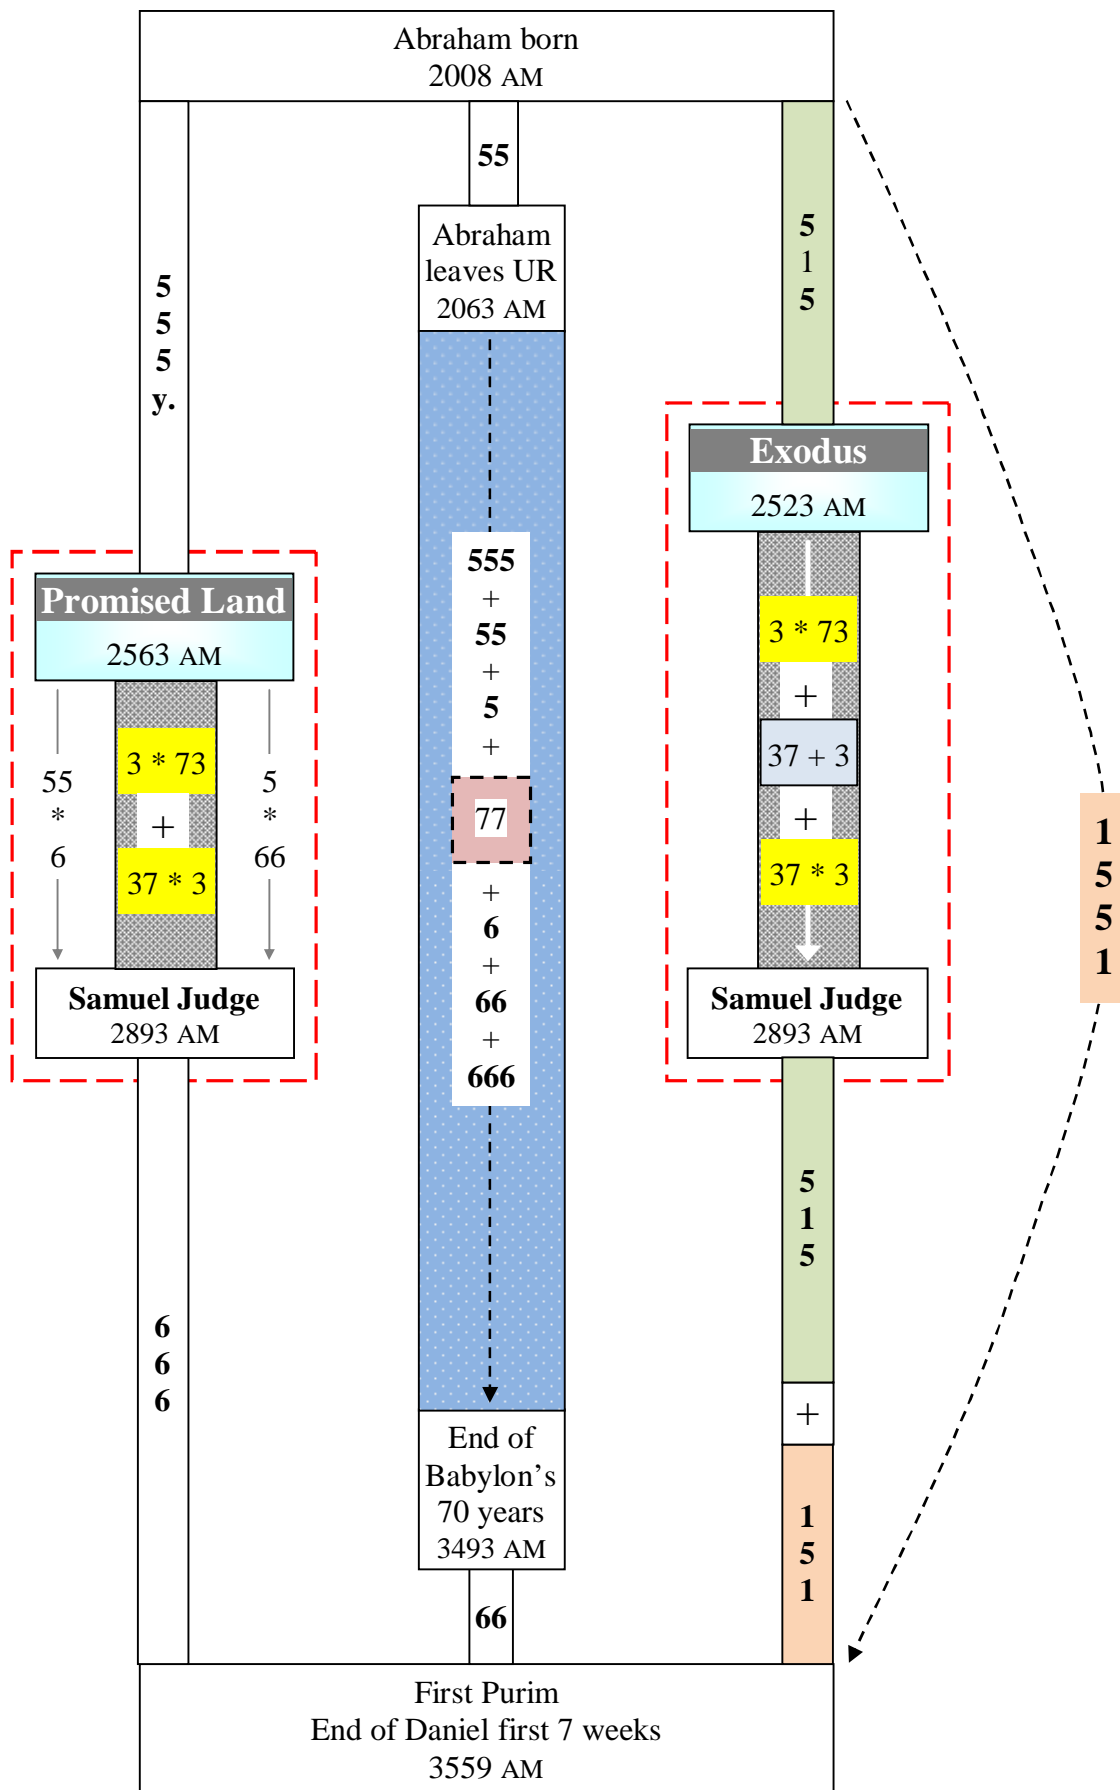 Abraham born
2008 AM
5
5
5
y.
Promised Land
2563 AM
55
*
6
3 * 73
+
37 * 3
5
*
66
Samuel Judge
2893 AM
6
6
6
55
Abraham
leaves UR
2063 AM
555
+
55
+
5
+
77
+
6
+
66
+
666
End of
Babylon’s
70 years
3493 AM
66
5
1
5
Exodus
2523 AM
3 * 73
+
37 + 3
+
37 * 3
Samuel Judge
2893 AM
5
1
5
+
1
5
1
1
5
5
1
First Purim
End of Daniel first 7 weeks
3559 AM